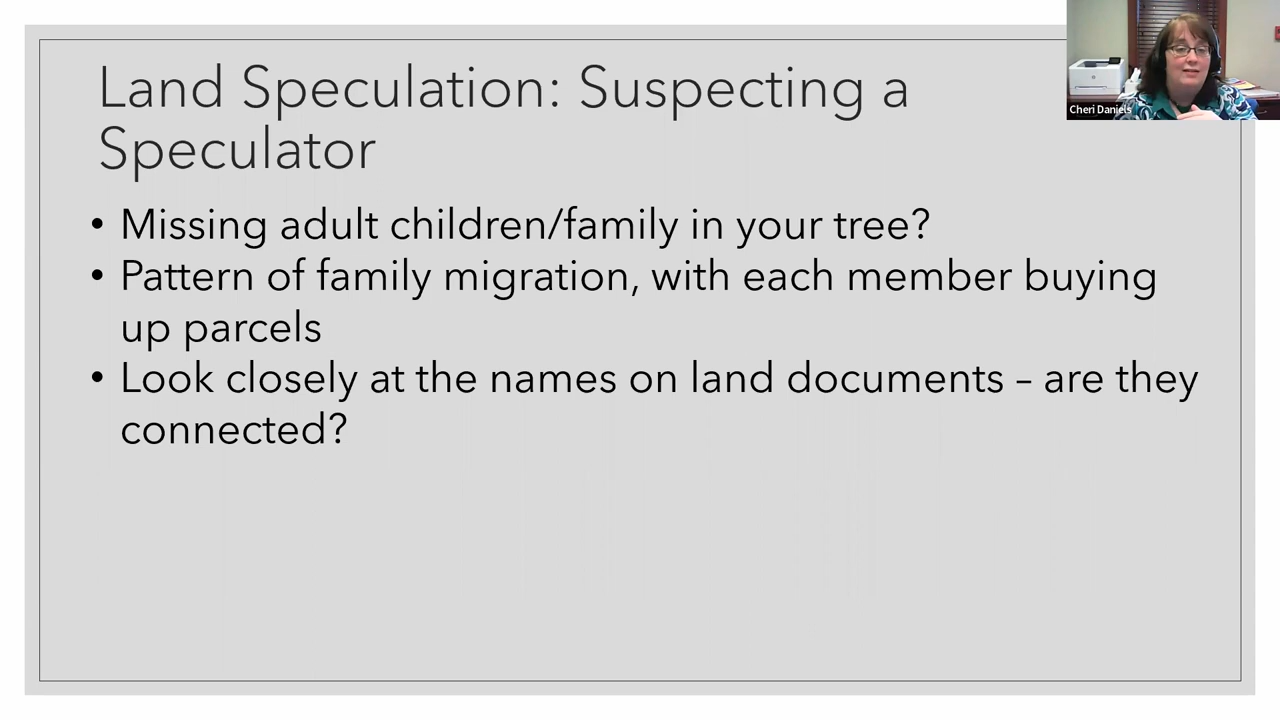 Land Speculation: Suspecting a
Speculator
• Missing adult children/family in your tree?
• Pattern of family migration, with each member buying
up parcels
• Look closely at the names on land documents – are they
connected?
Cheri Daniels